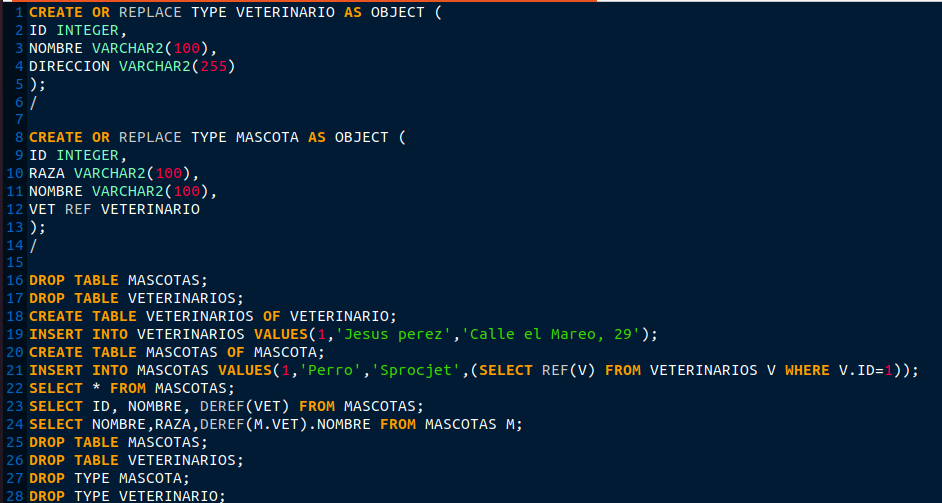 1 CREATE OR REPLACE TYPE VETERINARIO AS OBJECT (
2 ID INTEGER,
3 NOMBRE VARCHAR2(100),
4 DIRECCION VARCHAR2(255)
5 );
6 /
7
8 CREATE OR REPLACE TYPE MASCOTA AS OBJECT (
9 ID INTEGER,
10 RAZA VARCHAR2(100),
11 NOMBRE VARCHAR2(100),
12 VET REF VETERINARIO
13 );
14 /
15
16 DROP TABLE MASCOTAS;
17 DROP TABLE VETERINARIOS;
18 CREATE TABLE VETERINARIOS OF VETERINARIO;
19 INSERT INTO VETERINARIOS VALUES(1,'Jesus perez','Calle el Mareo, 29');
20 CREATE TABLE MASCOTAS OF MASCOTA;
21 INSERT INTO MASCOTAS VALUES(1,'Perro','Sprocjet',(SELECT REF(V) FROM VETERINARIOS V WHERE V.ID=1));
22 SELECT * FROM MASCOTAS;
23 SELECT ID, NOMBRE, DEREF(VET) FROM MASCOTAS;
24 SELECT NOMBRE,RAZA,DEREF(M.VET).NOMBRE FROM MASCOTAS M;
25 DROP TABLE MASCOTAS;
26 DROP TABLE VETERINARIOS;
27 DROP TYPE MASCOTA;
28 DROP TYPE VETERINARIO;